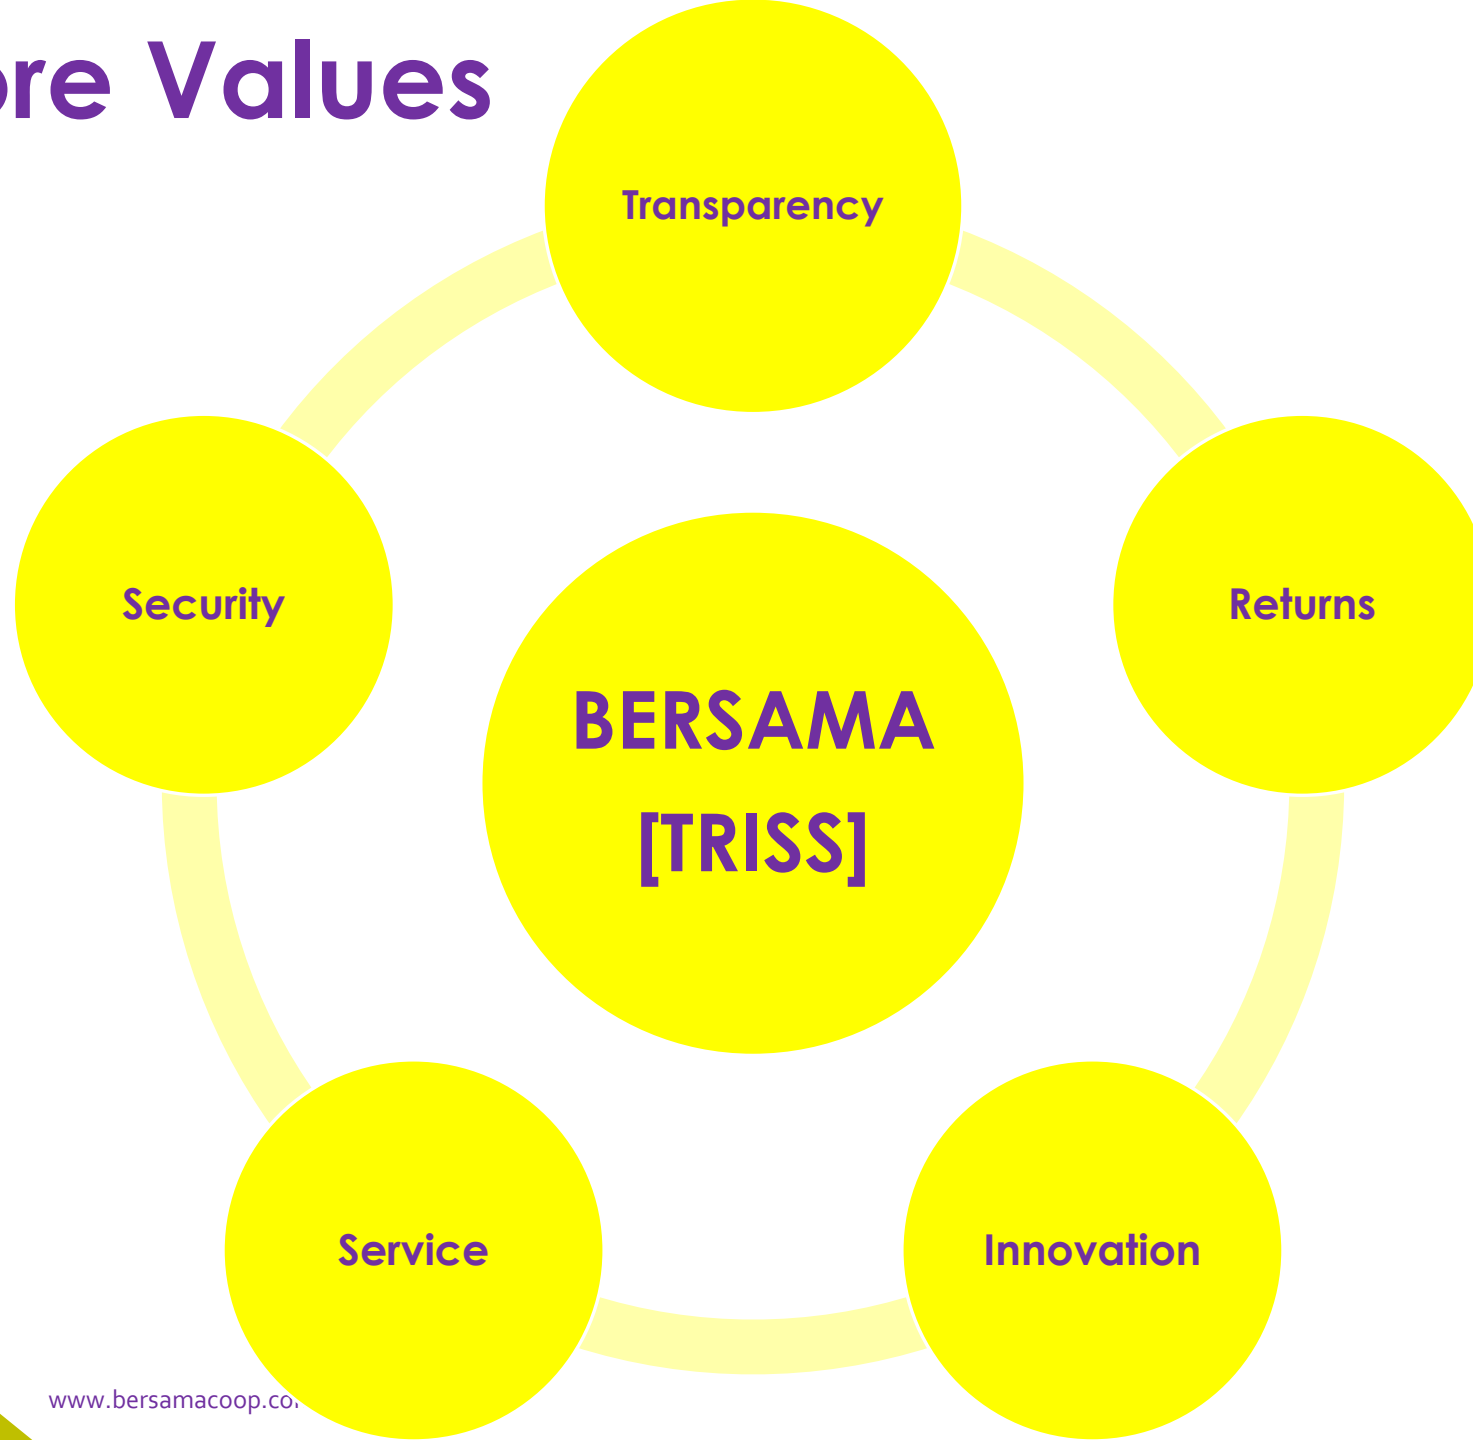 ore Values
Transparency
Security
Returns
BERSAMA
[TRISS]
Service
Innovation
www.bersamacoop.co